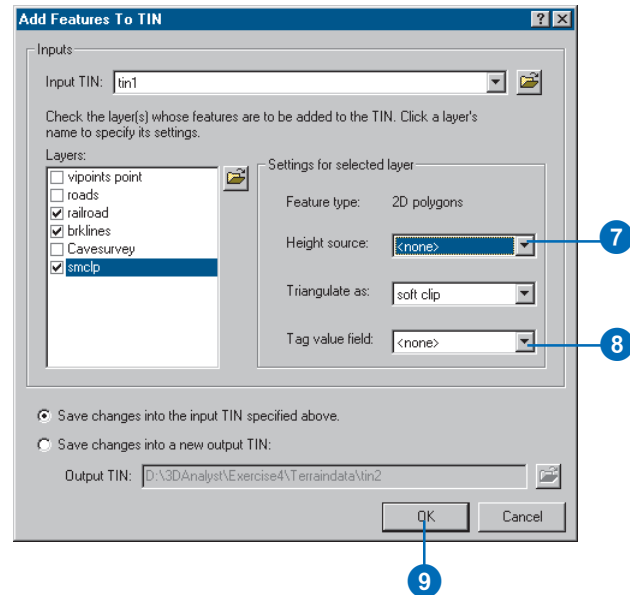 Add Features To TIN
Inputs
Input TIN: tin1
Check the layer(s) whose features are to be added to the TIN. Click a layer's
name to specify its settings.
Layers:
vipoints point
roads
railroad
brklines
Cavesurvey
smclp
Settings for selected layer
Feature type: 2D polygons
Height source: <none>
7
Triangulate as: soft clip
Tag value field: <none>
8
Save changes into the input TIN specified above.
Save changes into a new output TIN:
Output TIN: D:\3DAnalyst\Exercise4\Terraindata\tin2
OK Cancel
9